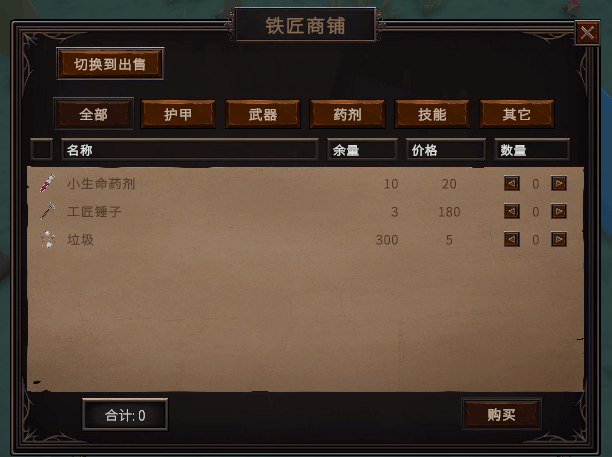 铁匠商铺
切换到出售
全部 护甲 武器 药剂 技能 其它
名称 余量 价格 数量
小生命药剂 10 20 0
工匠锤子 3 180 0
垃圾 300 5 0
合计: 0 购买